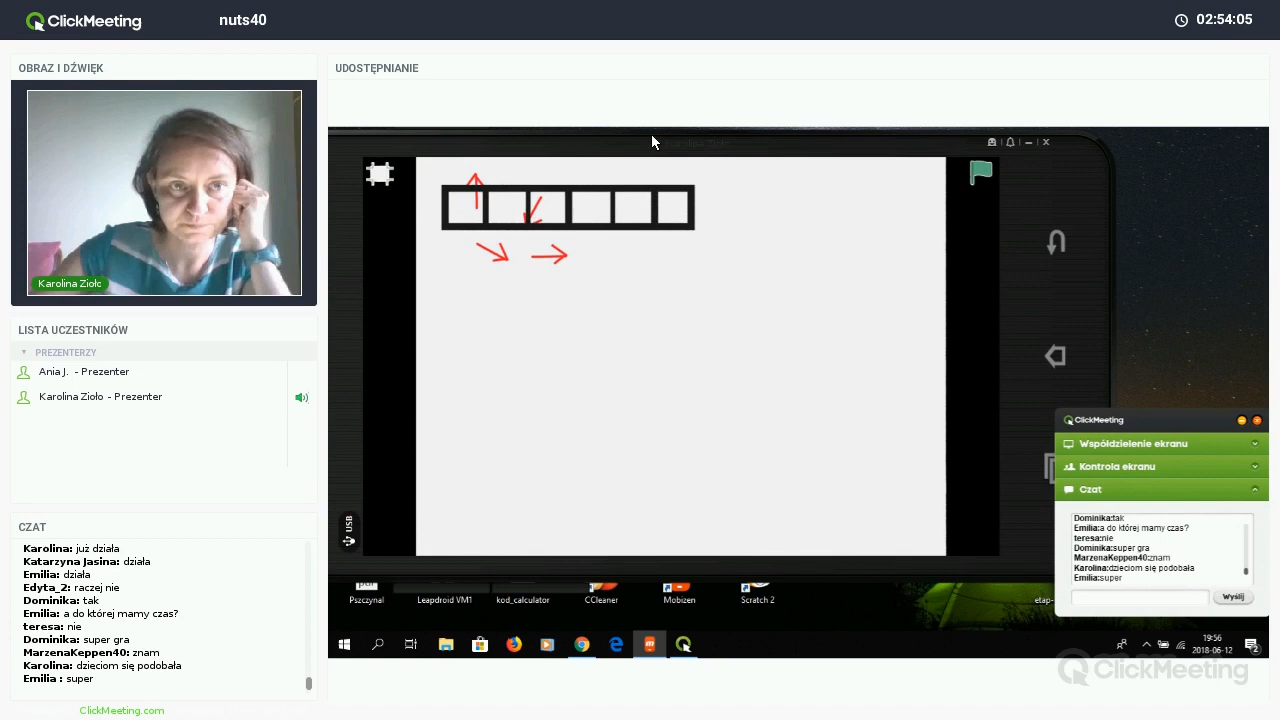 ClickMeeting
nuts40
02:54:05
OBRAZ I DŹWIĘK
UDOSTĘPNIANIE
Karolina Zioło
LISTA UCZESTNIKÓW
PREZENTERZY
Ania J. - Prezenter
Karolina Zioło - Prezenter
CZAT
Karolina: już działa
Katarzyna Jasina: działa
Emilia: działa
Edyta_2: raczej nie
Dominika: tak
Emilia: a do której mamy czas?
teresa: nie
Dominika: super gra
MarzenaKeppen40: znam
Karolina: dzieciom się podobała
Emilia : super
ClickMeeting.com
USB
ClickMeeting
Współdzielenie ekranu
Kontrola ekranu
Czat
Dominika:tak
Emilia:a do której mamy czas?
teresa:nie
Dominika:super gra
MarzenaKeppen40:znam
Karolina:dzieciom się podobała
Emilia:super
Wyślij
Pszczynal
Leapdroid VM1
kod_calculator
CCleaner
Mobizen
Scratch 2
etap-
19:56
2018-06-12
2
ClickMeeting